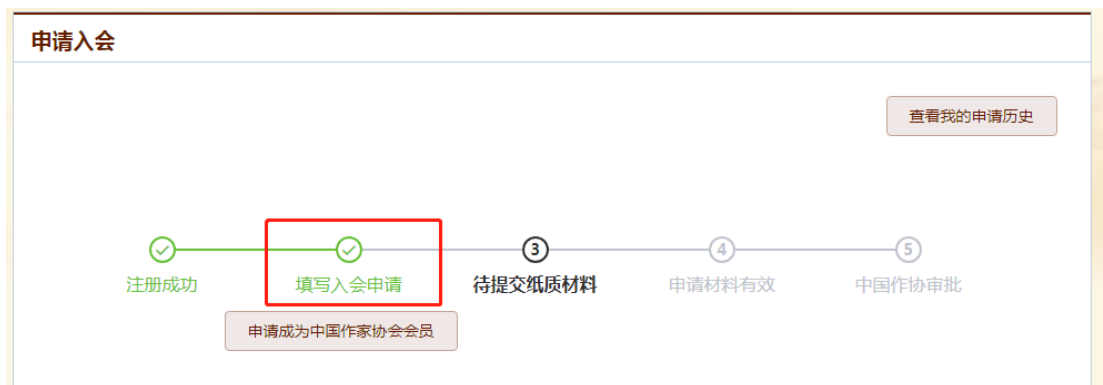 申请入会
查看我的申请历史
3
4
5
注册成功
填写入会申请
待提交纸质材料
申请材料有效
中国作协审批
申请成为中国作家协会会员